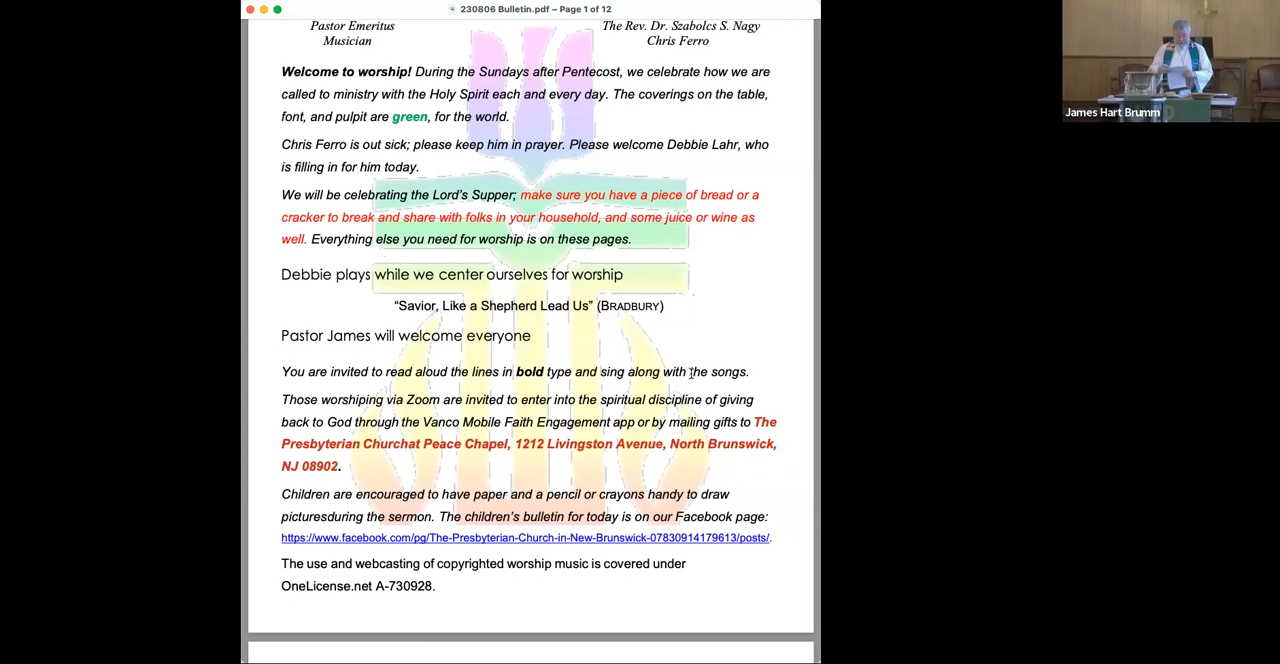 230806 Bulletin.pdf – Page 1 of 12
Pastor Emeritus The Rev. Dr. Szabolcs S. Nagy
Musician Chris Ferro
Welcome to worship! During the Sundays after Pentecost, we celebrate how we are
called to ministry with the Holy Spirit each and every day. The coverings on the table,
font, and pulpit are green, for the world.
Chris Ferro is out sick; please keep him in prayer. Please welcome Debbie Lahr, who
is filling in for him today.
We will be celebrating the Lord’s Supper; make sure you have a piece of bread or a
cracker to break and share with folks in your household, and some juice or wine as
well. Everything else you need for worship is on these pages.
Debbie plays while we center ourselves for worship
“Savior, Like a Shepherd Lead Us” (BRADBURY)
Pastor James will welcome everyone
You are invited to read aloud the lines in bold type and sing along with the songs.
Those worshiping via Zoom are invited to enter into the spiritual discipline of giving
back to God through the Vanco Mobile Faith Engagement app or by mailing gifts to The
Presbyterian Churchat Peace Chapel, 1212 Livingston Avenue, North Brunswick,
NJ 08902.
Children are encouraged to have paper and a pencil or crayons handy to draw
picturesduring the sermon. The children’s bulletin for today is on our Facebook page:
https://www.facebook.com/pg/The-Presbyterian-Church-in-New-Brunswick-07830914179613/posts/.
The use and webcasting of copyrighted worship music is covered under
OneLicense.net A-730928.
James Hart Brumm